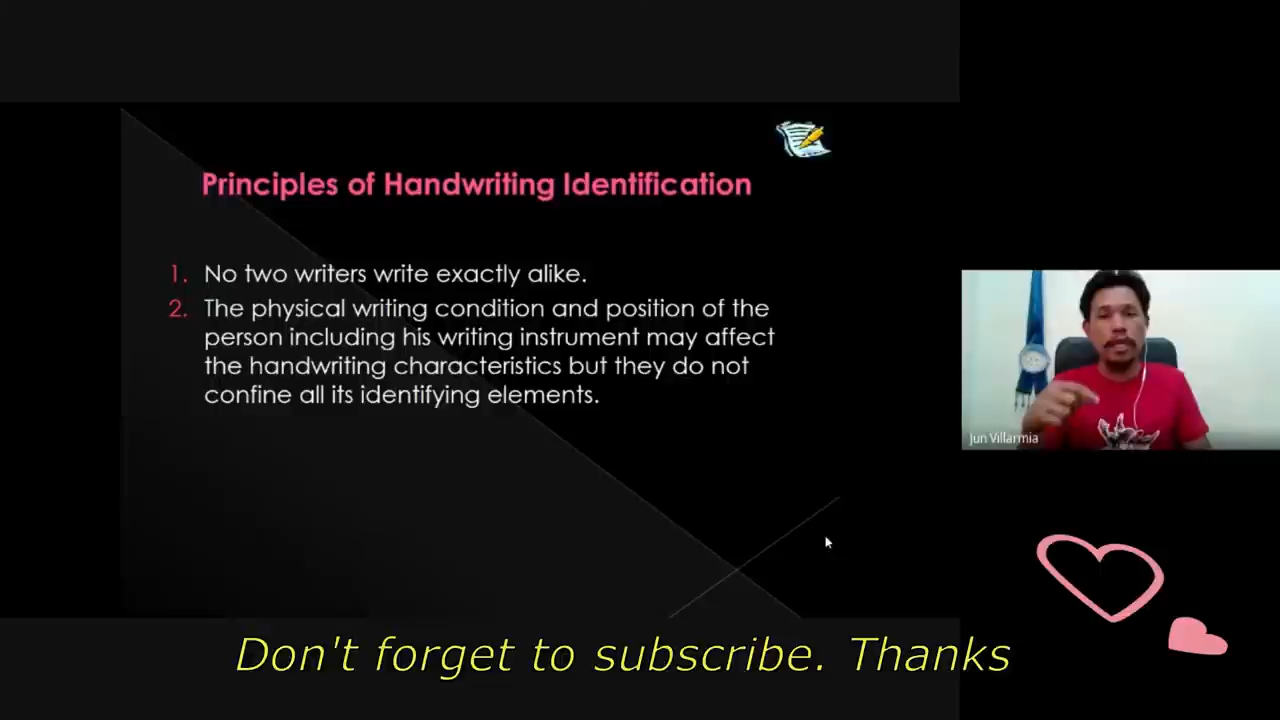 Principles of Handwriting Identification
1. No two writers write exactly alike.
2. The physical writing condition and position of the
person including his writing instrument may affect
the handwriting characteristics but they do not
confine all its identifying elements.
Jun Villarmia
Don't forget to subscribe. Thanks